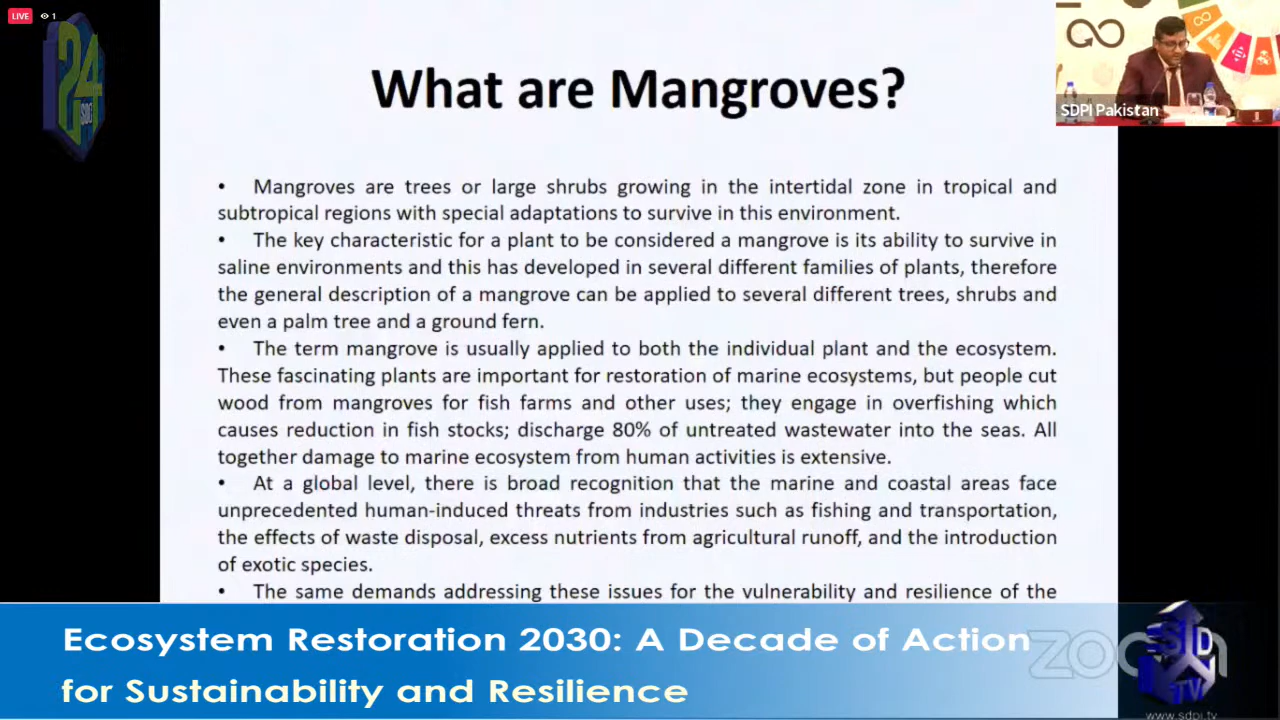 LIVE 1
24
SDG
SDPI Pakistan
What are Mangroves?
• Mangroves are trees or large shrubs growing in the intertidal zone in tropical and
subtropical regions with special adaptations to survive in this environment.
• The key characteristic for a plant to be considered a mangrove is its ability to survive in
saline environments and this has developed in several different families of plants, therefore
the general description of a mangrove can be applied to several different trees, shrubs and
even a palm tree and a ground fern.
• The term mangrove is usually applied to both the individual plant and the ecosystem.
These fascinating plants are important for restoration of marine ecosystems, but people cut
wood from mangroves for fish farms and other uses; they engage in overfishing which
causes reduction in fish stocks; discharge 80% of untreated wastewater into the seas. All
together damage to marine ecosystem from human activities is extensive.
• At a global level, there is broad recognition that the marine and coastal areas face
unprecedented human-induced threats from industries such as fishing and transportation,
the effects of waste disposal, excess nutrients from agricultural runoff, and the introduction
of exotic species.
• The same demands addressing these issues for the vulnerability and resilience of the
Ecosystem Restoration 2030: A Decade of Action
for Sustainability and Resilience
zoom
TV
www.sdpi.tv